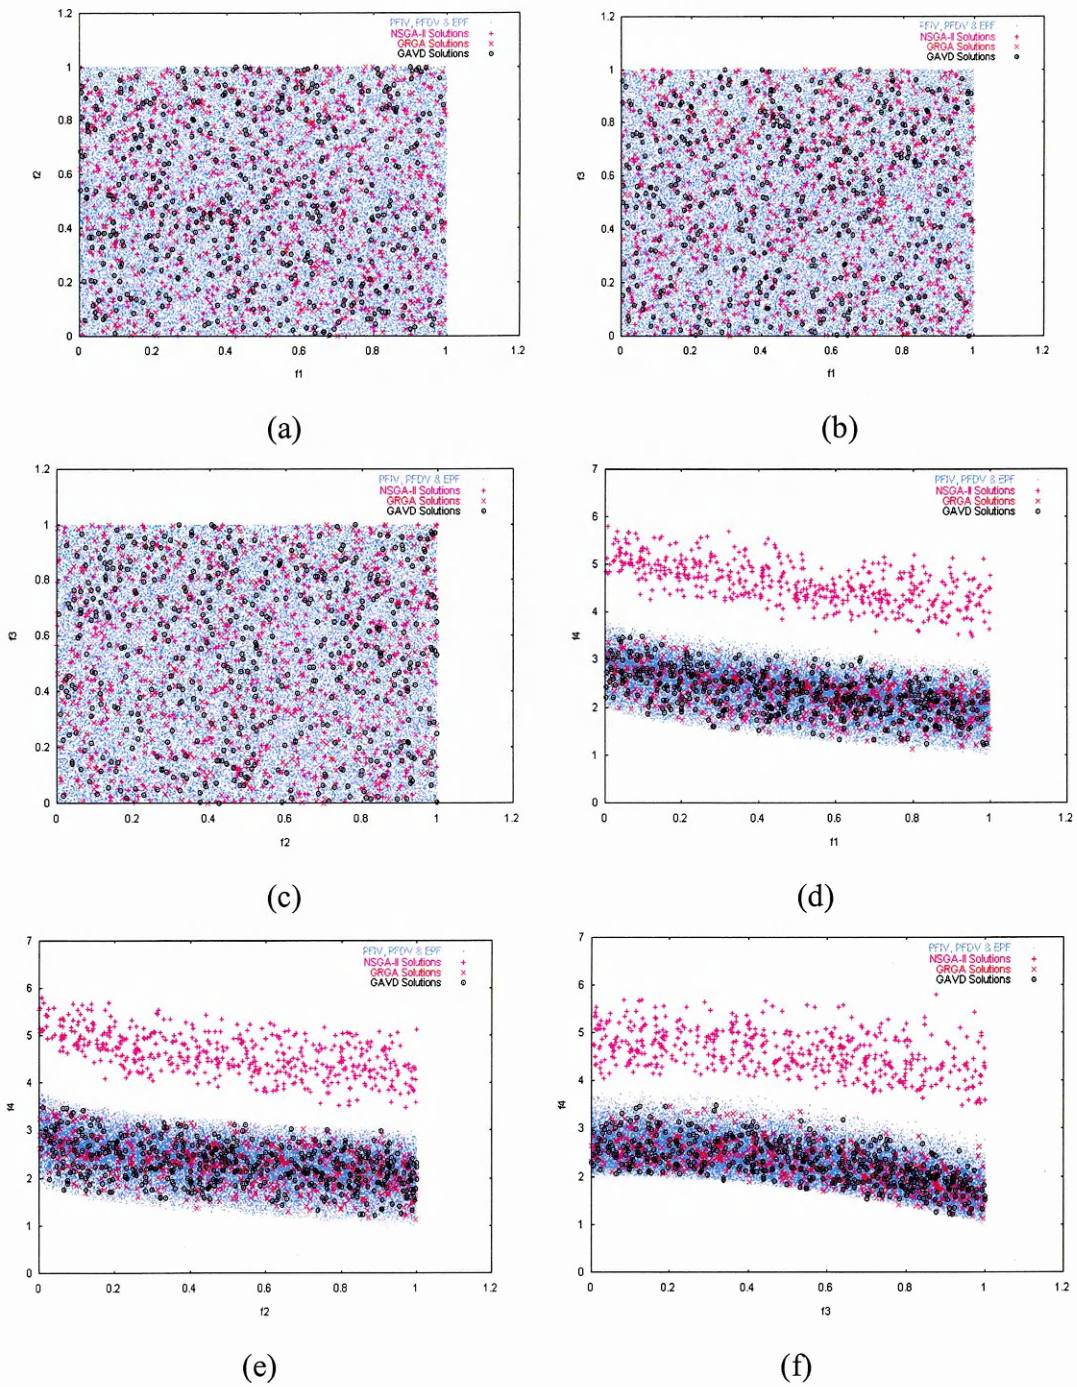 1.2
1
0.8
0.6
0.4
0.2
0
f2
PFIV, PFDV & EPF
NSGA-II Solutions +
GRGA Solutions ×
GAVD Solutions o
0 0.2 0.4 0.6 0.8 1 1.2
f1
(a)
1.2
1
0.8
0.6
0.4
0.2
0
f3
PFIV, PFDV & EPF
NSGA-II Solutions +
GRGA Solutions ×
GAVD Solutions o
0 0.2 0.4 0.6 0.8 1 1.2
f1
(b)
1.2
1
0.8
0.6
0.4
0.2
0
f3
PFIV, PFDV & EPF
NSGA-II Solutions +
GRGA Solutions ×
GAVD Solutions o
0 0.2 0.4 0.6 0.8 1 1.2
f2
(c)
7
6
5
4
3
2
1
0
f4
PFIV, PFDV & EPF
NSGA-II Solutions +
GRGA Solutions ×
GAVD Solutions o
0 0.2 0.4 0.6 0.8 1 1.2
f1
(d)
7
6
5
4
3
2
1
0
f4
PFIV, PFDV & EPF
NSGA-II Solutions +
GRGA Solutions ×
GAVD Solutions o
0 0.2 0.4 0.6 0.8 1 1.2
f2
(e)
7
6
5
4
3
2
1
0
f4
PFIV, PFDV & EPF
NSGA-II Solutions +
GRGA Solutions ×
GAVD Solutions o
0 0.2 0.4 0.6 0.8 1 1.2
f3
(f)